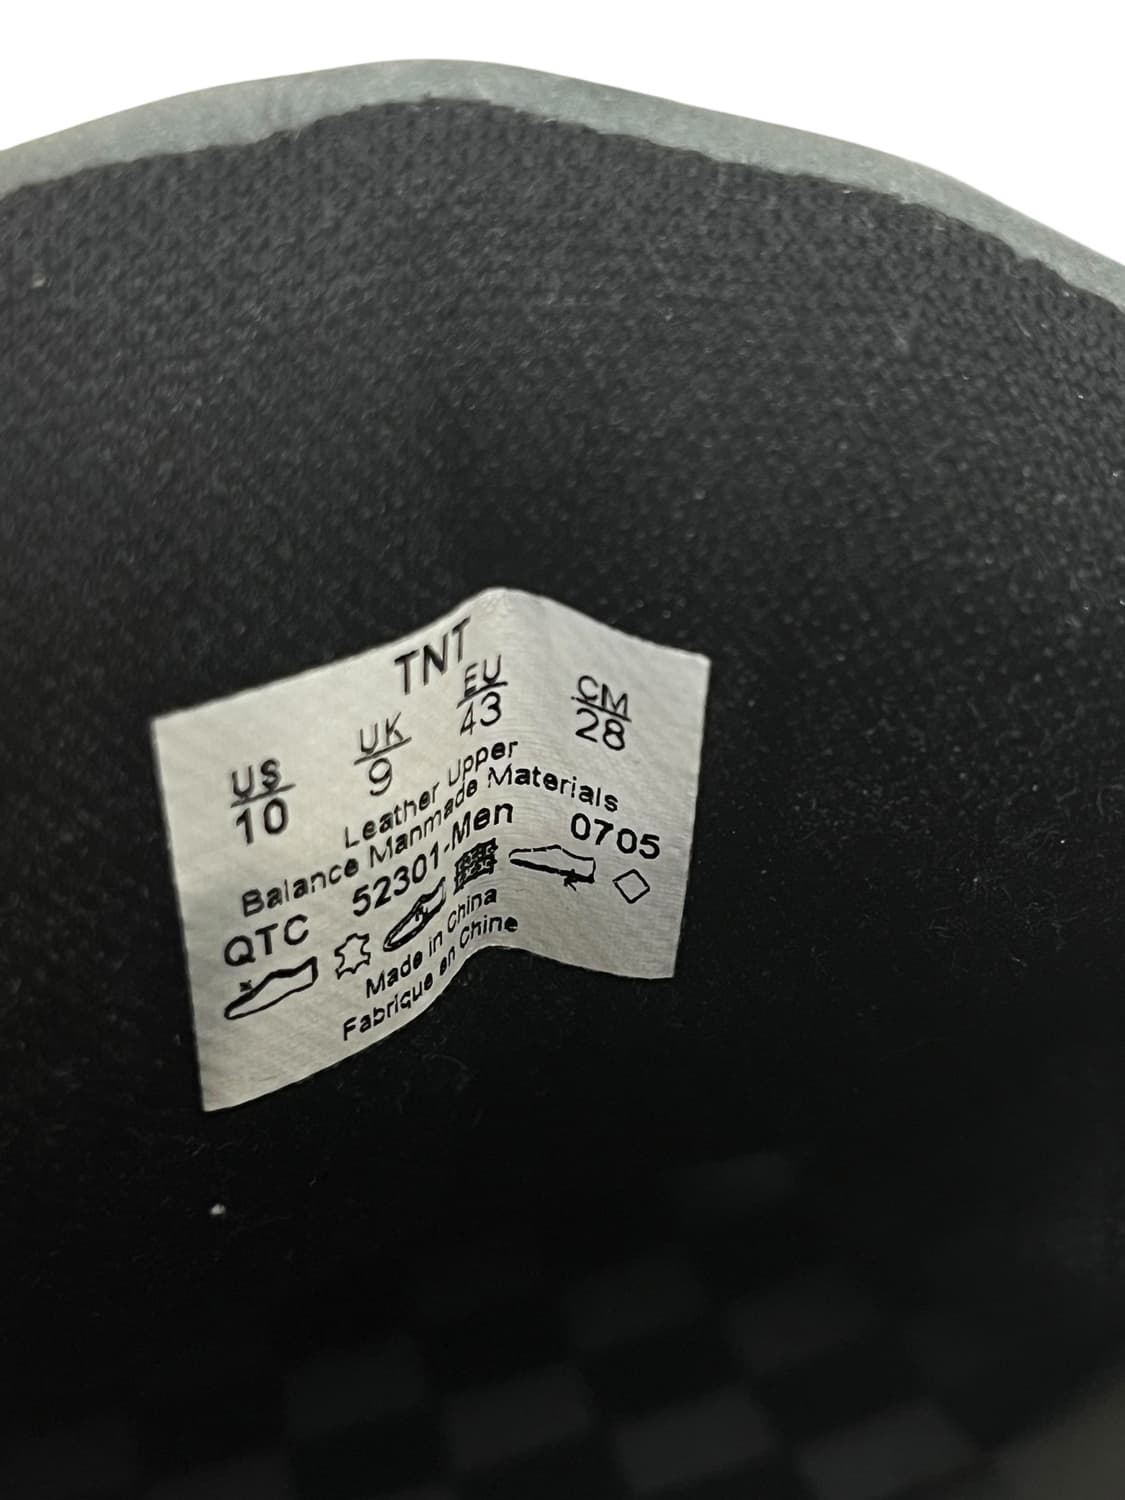 TNT
US UK EU CM
10 9 43 28
Leather Upper
Balance Manmade Materials
QTC 52301-Men 0705
Made in China
Fabrique en Chine